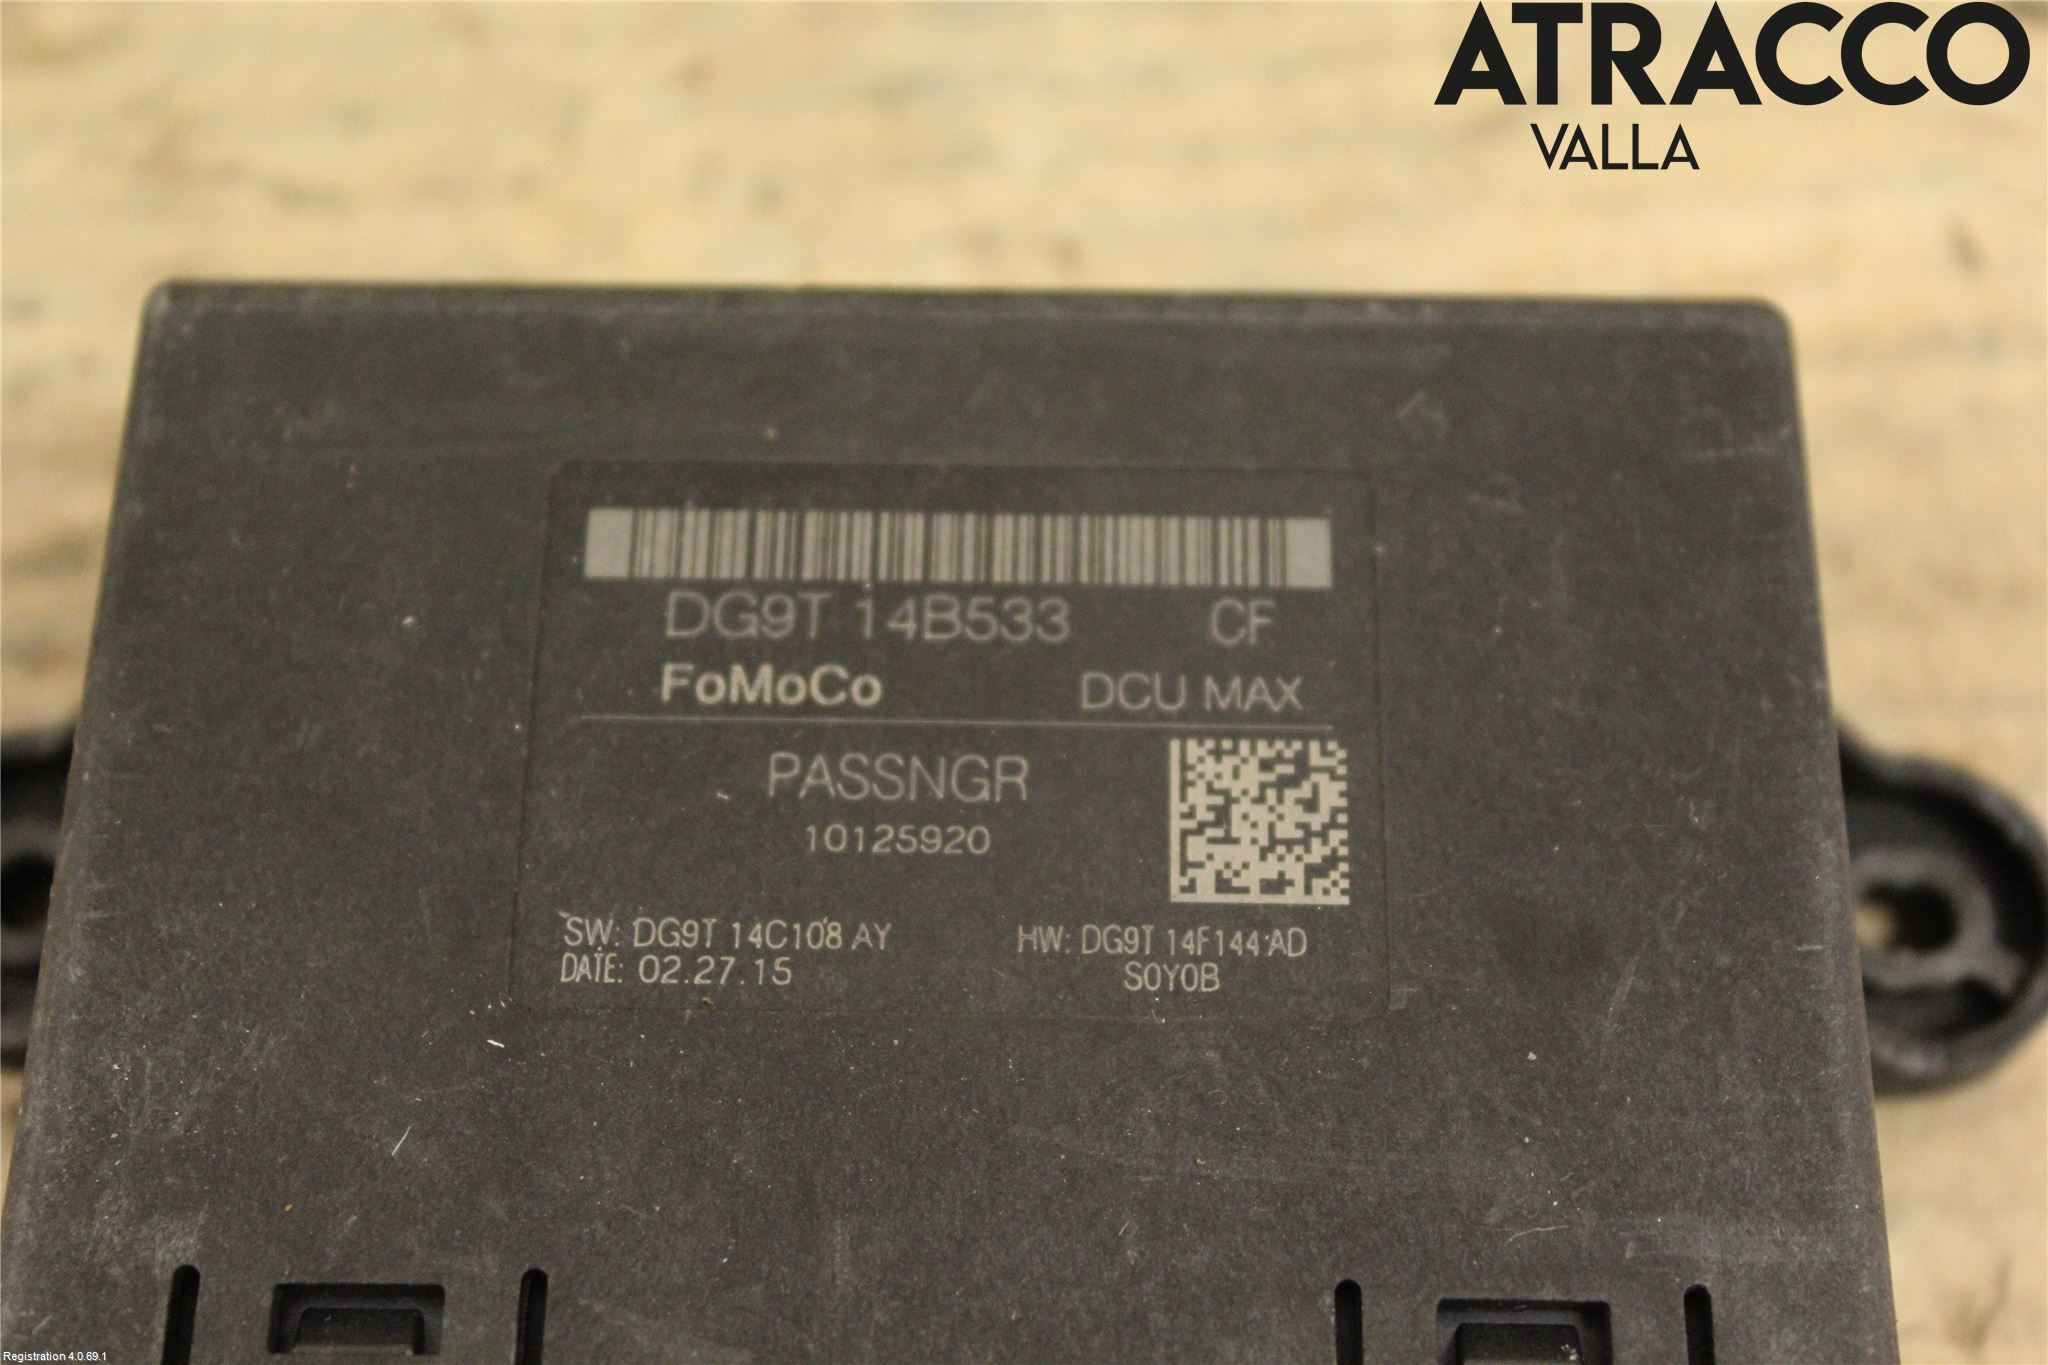 ATRACCO
VALLA
DG9T 14B533 CF
FoMoCo DCU MAX
PASSNGR
10125920
SW: DG9T 14C108 AY HW: DG9T 14F144 AD
DATE: 02.27.15 S0Y0B
Registration 4.0.69.1